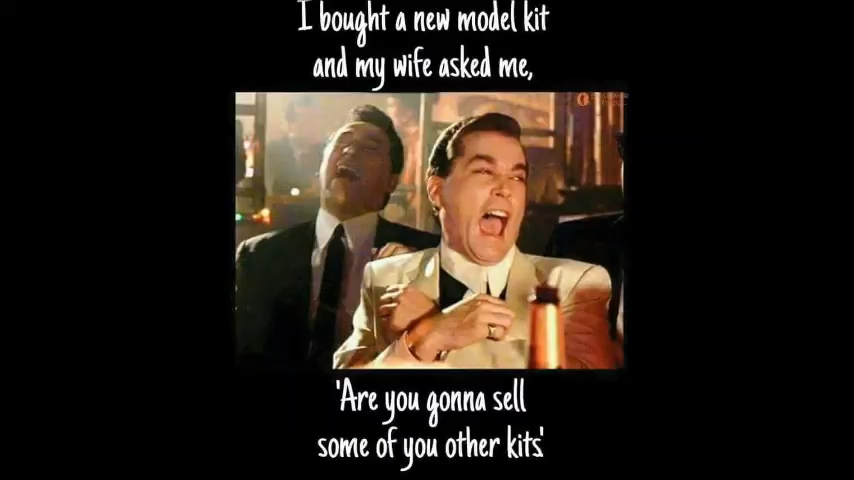 I bought a new model kit
and my wife asked me,
'Are you gonna sell
some of you other kits'